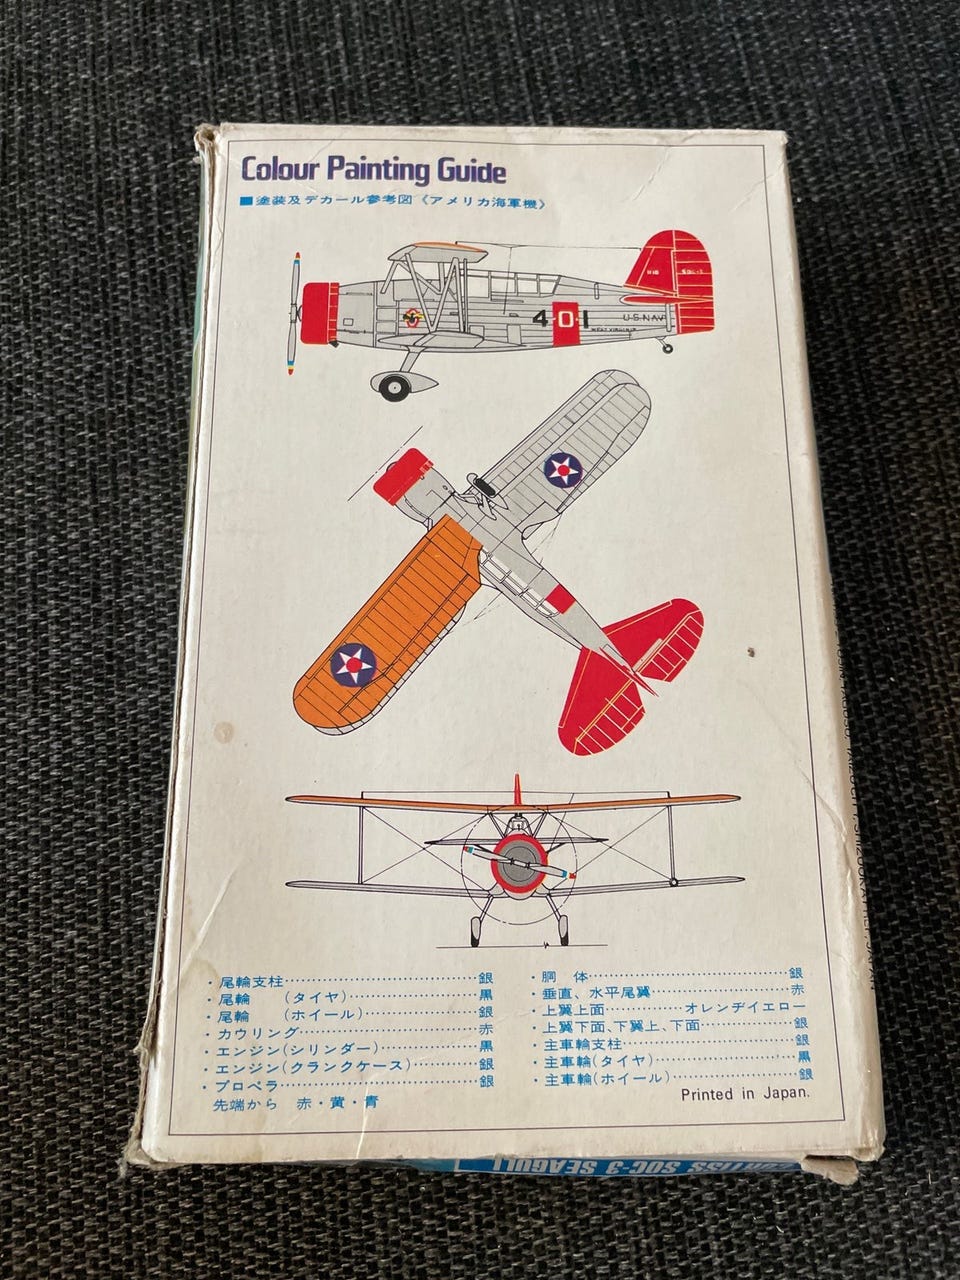 Colour Painting Guide
■塗装及デカール参考図《アメリカ海軍機》
4-0-1
U.S.NAVY
WEST VIRGINIA
・尾輪支柱……銀
・尾輪 （タイヤ）……黒
・尾輪 （ホイール）……銀
・カウリング……赤
・エンジン（シリンダー）……黒
・エンジン（クランクケース）……銀
・プロペラ……銀
先端から 赤・黄・青
・胴 体……銀
・垂直、水平尾翼……赤
・上翼上面……オレンヂイエロー
・上翼下面、下翼上、下面……銀
・主車輪支柱……銀
・主車輪（タイヤ）……黒
・主車輪（ホイール）……銀
Printed in Japan.
CURTISS SOC-3 SEAGULL